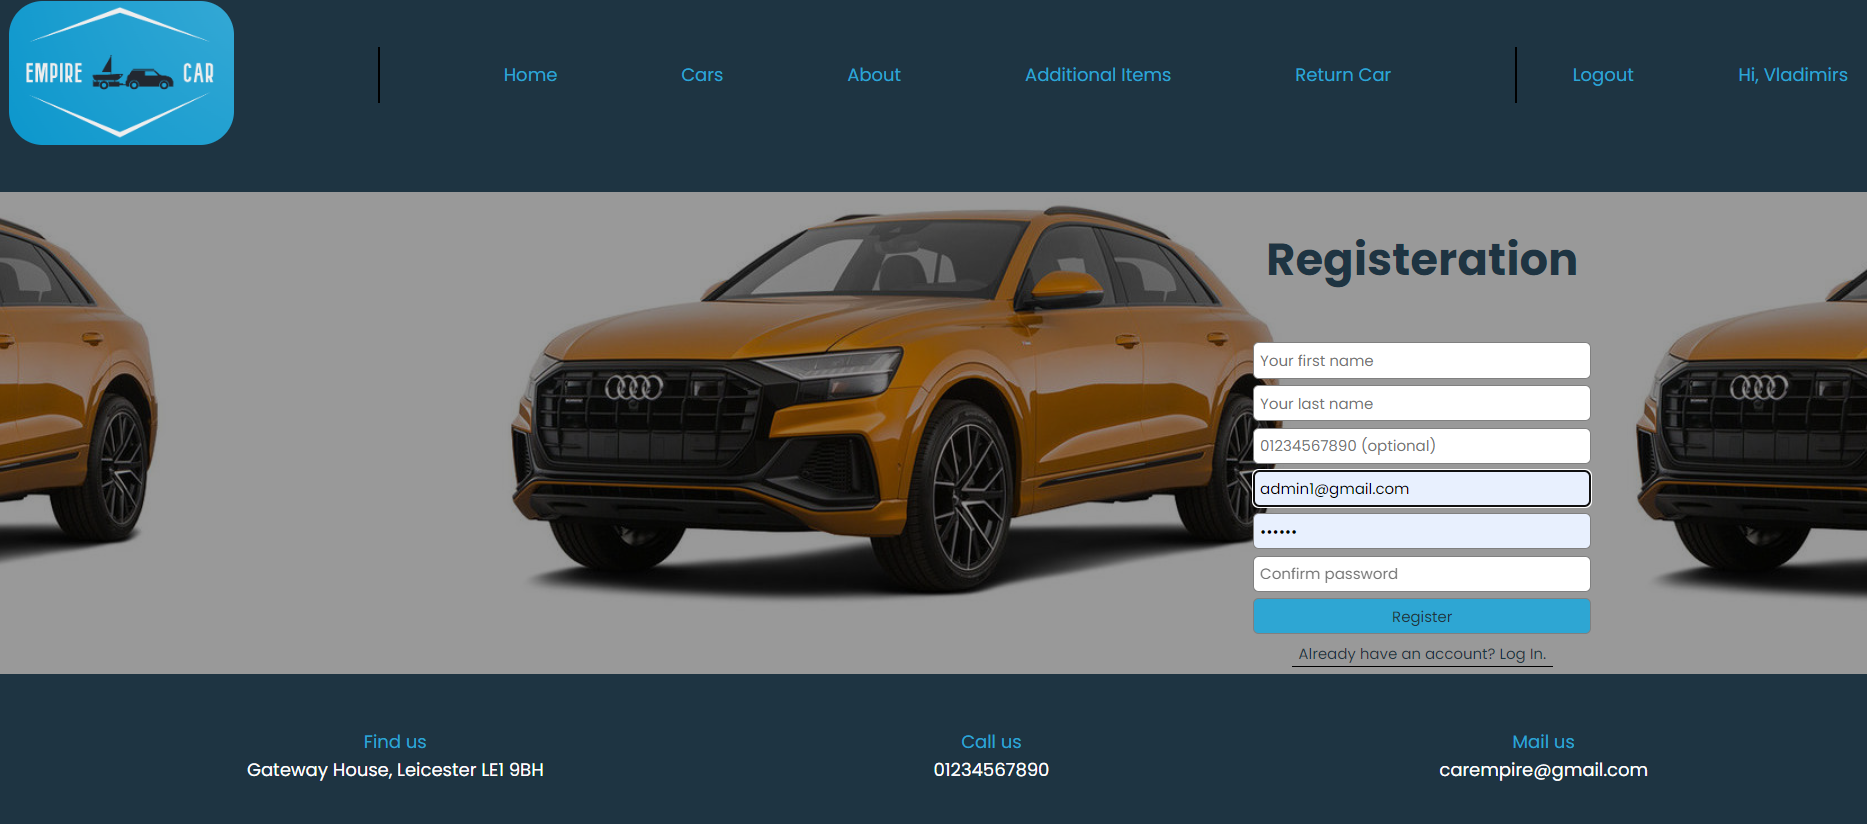 EMPIRE CAR
Home
Cars
About
Additional Items
Return Car
Logout
Hi, Vladimirs
Registeration
Your first name
Your last name
01234567890 (optional)
admin1@gmail.com
••••••
Confirm password
Register
Already have an account? Log In.
Find us
Gateway House, Leicester LE1 9BH
Call us
01234567890
Mail us
carempire@gmail.com